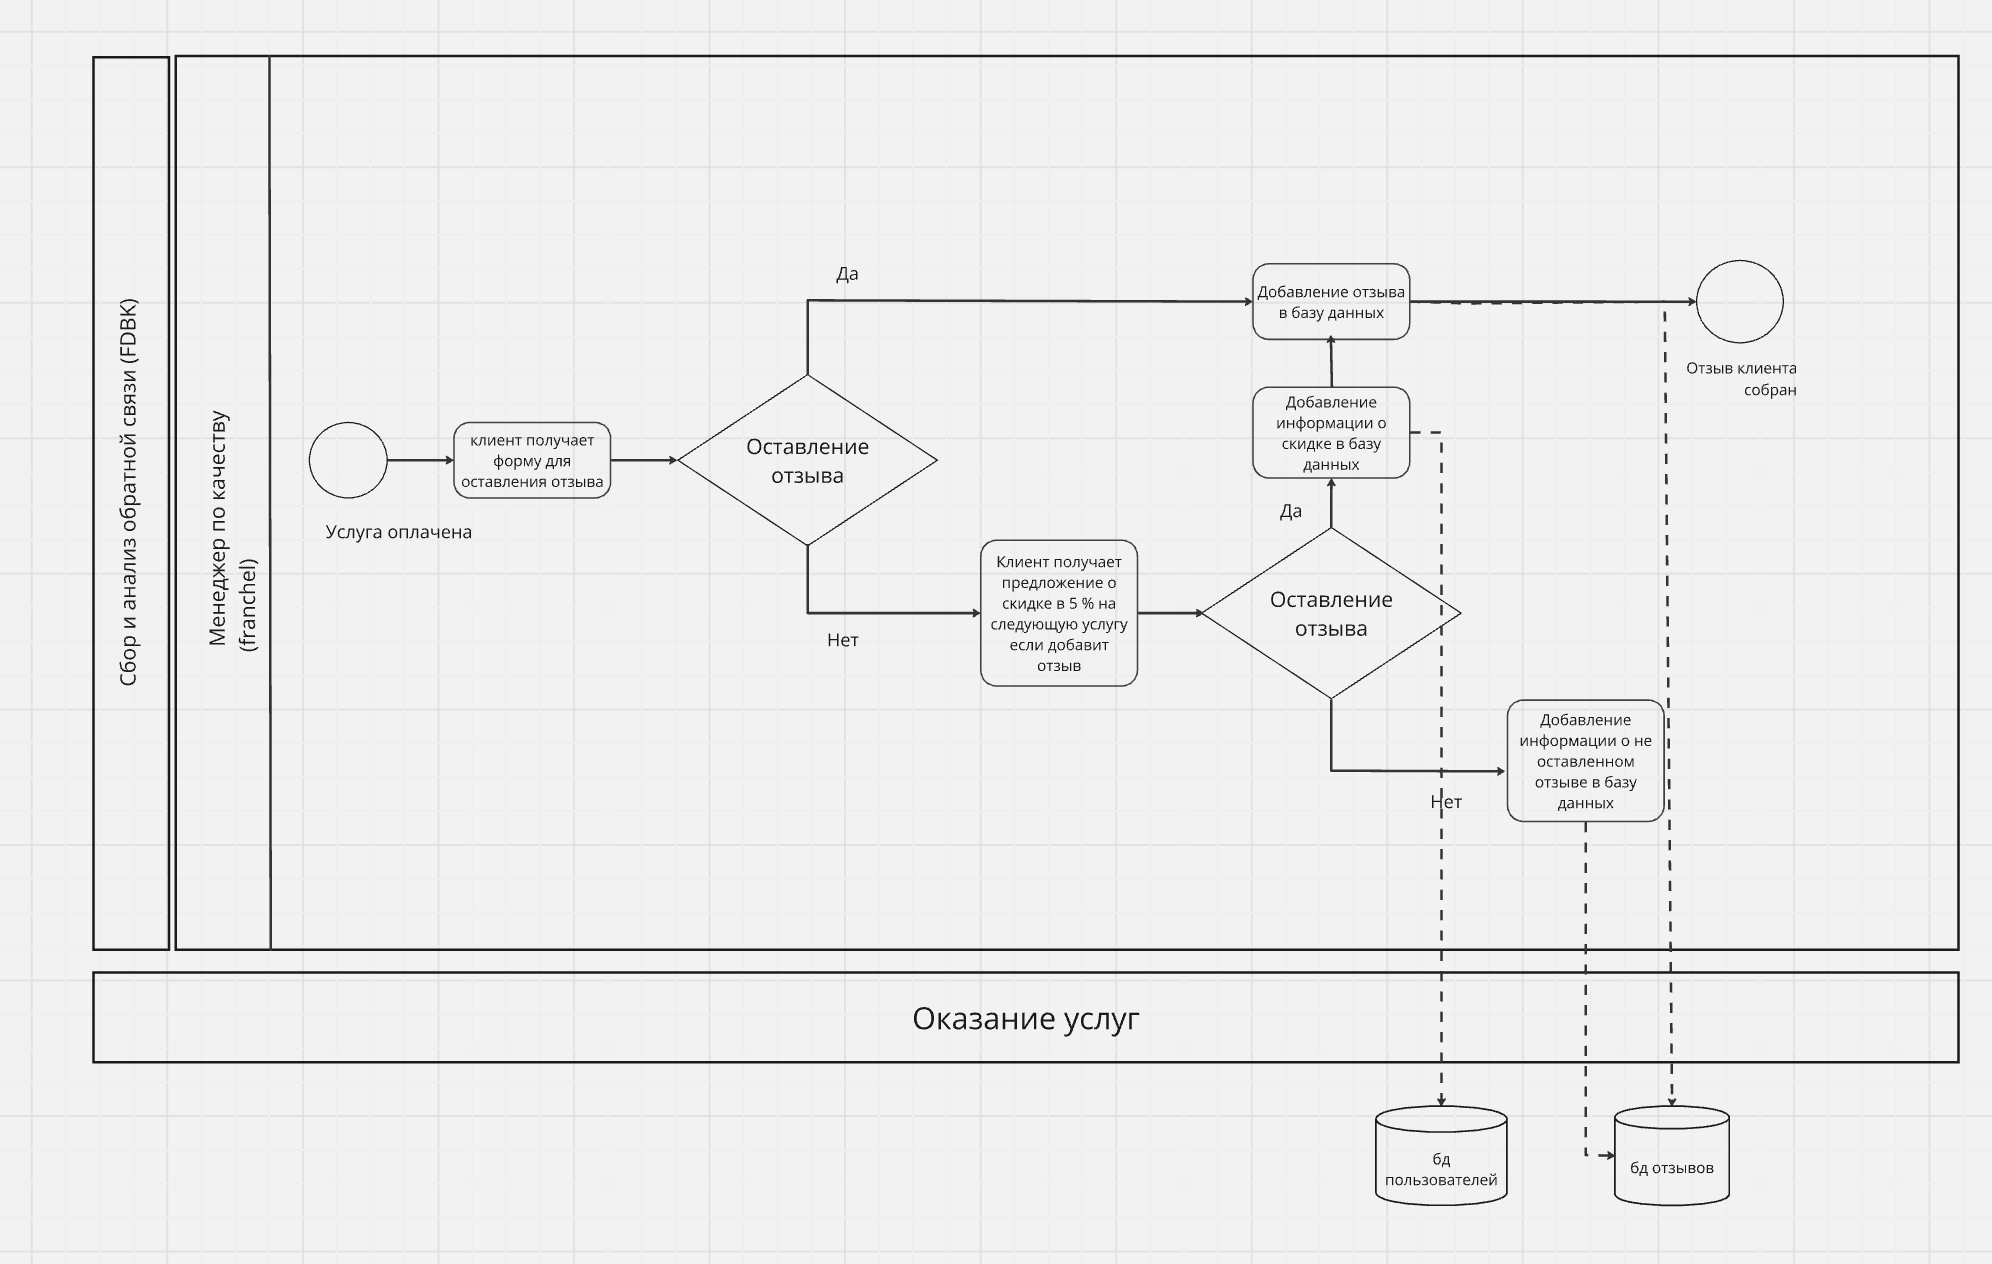 Сбор и анализ обратной связи (FDBK)
Менеджер по качеству
(franchel)
Услуга оплачена
клиент получает
форму для
оставления отзыва
Оставление
отзыва
Да
Нет
Клиент получает
предложение о
скидке в 5 % на
следующую услугу
если добавит
отзыв
Оставление
отзыва
Да
Нет
Добавление
информации о
скидке в базу
данных
Добавление отзыва
в базу данных
Отзыв клиента
собран
Добавление
информации о не
оставленном
отзыве в базу
данных
Оказание услуг
бд
пользователей
бд отзывов